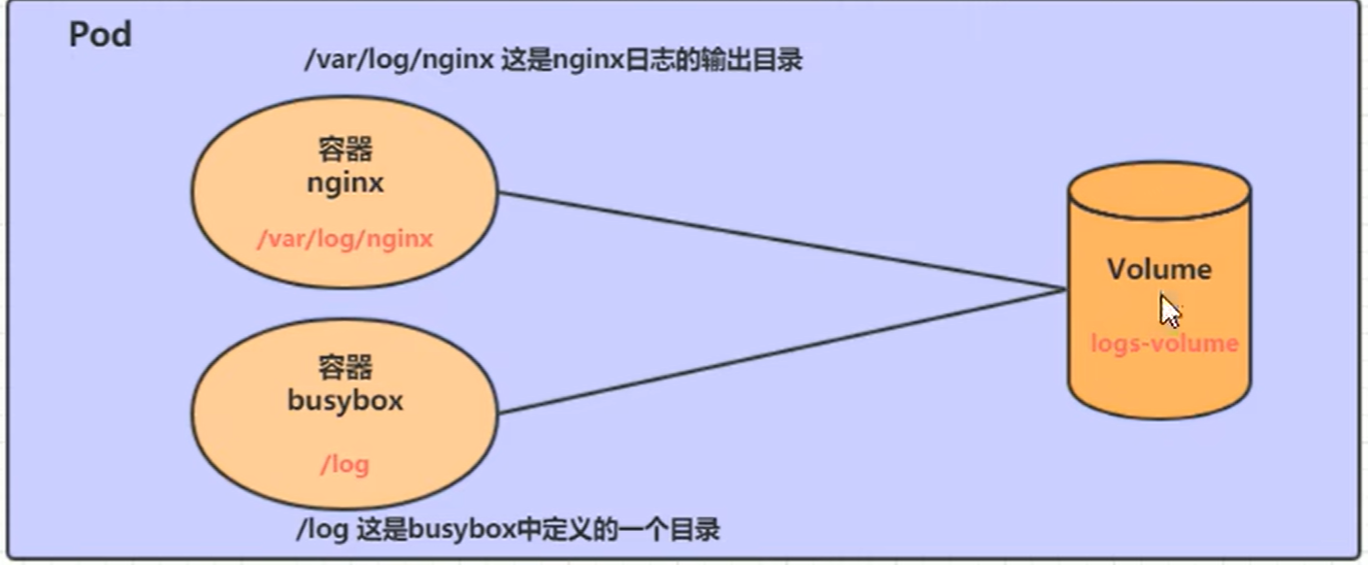 Pod
/var/log/nginx 这是nginx日志的输出目录
容器
nginx
/var/log/nginx
Volume
logs-volume
容器
busybox
/log
/log 这是busybox中定义的一个目录